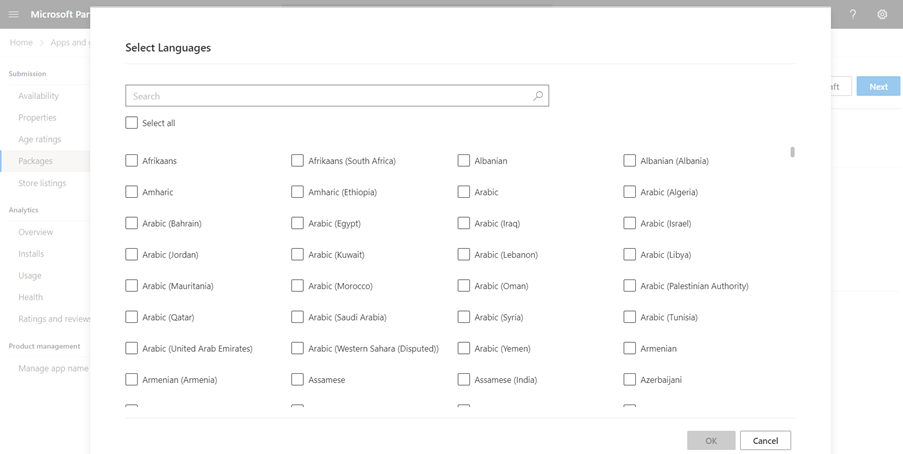 Microsoft Par
Home > Apps and g
Submission
Availability
Properties
Age ratings
Packages
Store listings
Analytics
Overview
Installs
Usage
Health
Ratings and reviews
Product management
Manage app name
Select Languages
Search
Select all
Afrikaans Afrikaans (South Africa) Albanian Albanian (Albania)
Amharic Amharic (Ethiopia) Arabic Arabic (Algeria)
Arabic (Bahrain) Arabic (Egypt) Arabic (Iraq) Arabic (Israel)
Arabic (Jordan) Arabic (Kuwait) Arabic (Lebanon) Arabic (Libya)
Arabic (Mauritania) Arabic (Morocco) Arabic (Oman) Arabic (Palestinian Authority)
Arabic (Qatar) Arabic (Saudi Arabia) Arabic (Syria) Arabic (Tunisia)
Arabic (United Arab Emirates) Arabic (Western Sahara (Disputed)) Arabic (Yemen) Armenian
Armenian (Armenia) Assamese Assamese (India) Azerbaijani
OK Cancel
aft Next
?